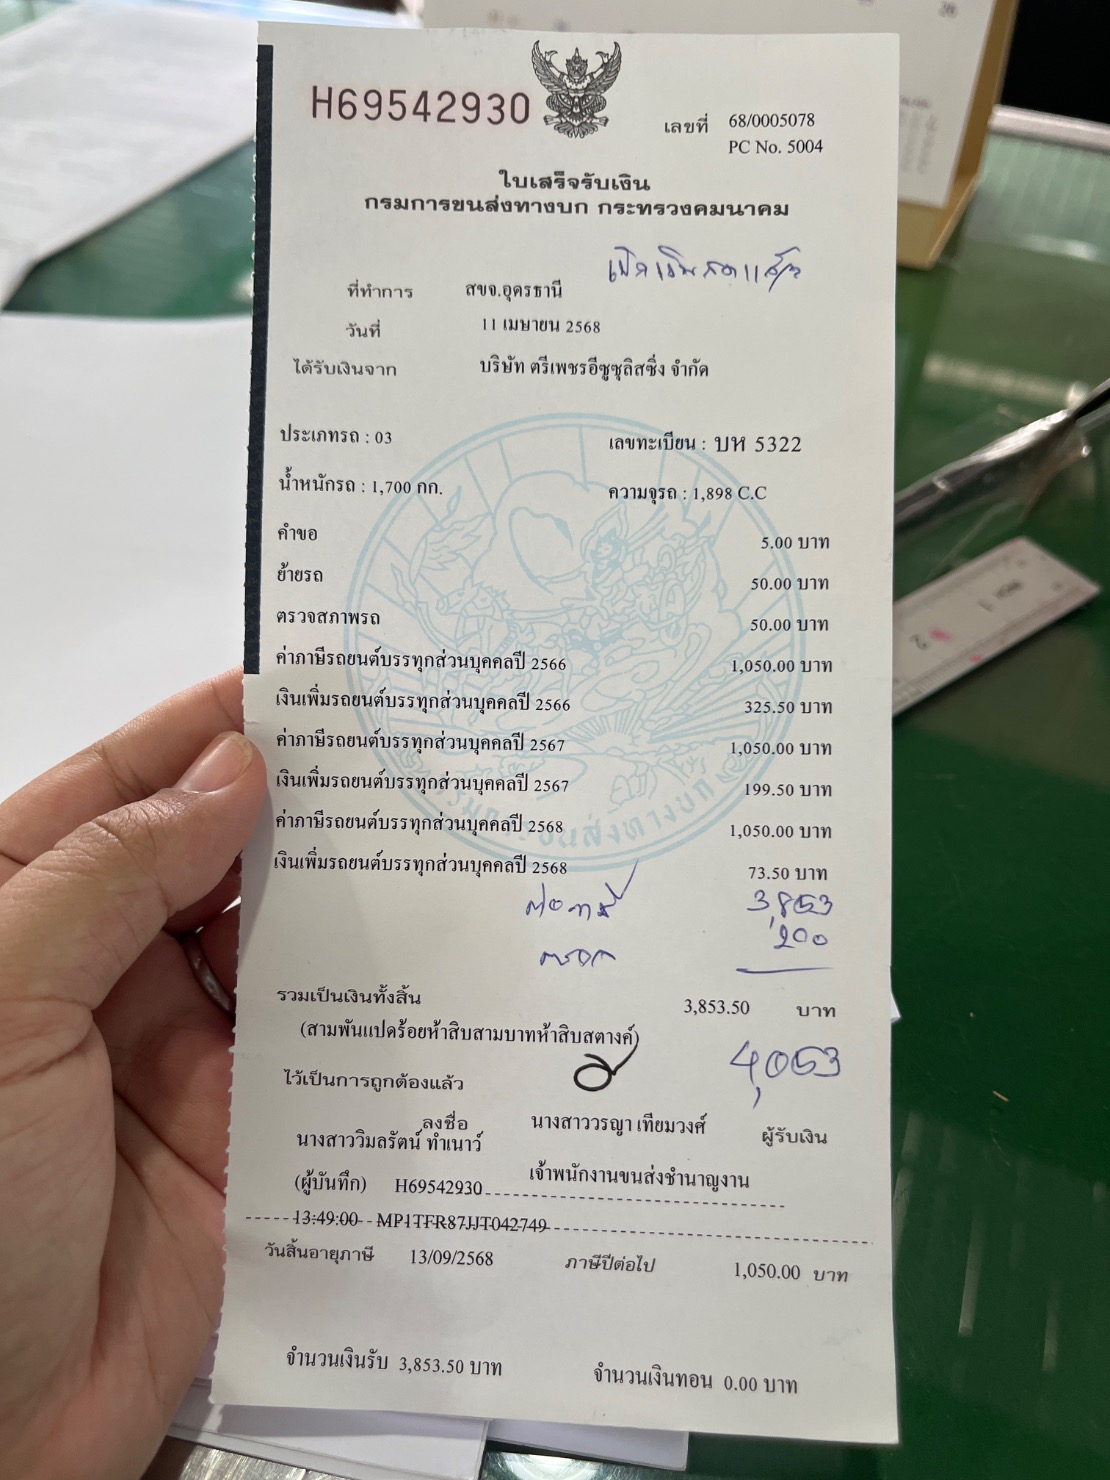 H69542930
เลขที่ 68/0005078
PC No. 5004
ใบเสร็จรับเงิน
กรมการขนส่งทางบก กระทรวงคมนาคม
ที่ทำการ สขจ.อุดรธานี
วันที่ 11 เมษายน 2568
ได้รับเงินจาก บริษัท ตรีเพชรอีซูซุลิสซิ่ง จำกัด
ประเภทรถ : 03 เลขทะเบียน : บห 5322
น้ำหนักรถ : 1,700 กก. ความจุรถ : 1,898 C.C
คำขอ 5.00 บาท
ย้ายรถ 50.00 บาท
ตรวจสภาพรถ 50.00 บาท
ค่าภาษีรถยนต์บรรทุกส่วนบุคคลปี 2566 1,050.00 บาท
เงินเพิ่มรถยนต์บรรทุกส่วนบุคคลปี 2566 325.50 บาท
ค่าภาษีรถยนต์บรรทุกส่วนบุคคลปี 2567 1,050.00 บาท
เงินเพิ่มรถยนต์บรรทุกส่วนบุคคลปี 2567 199.50 บาท
ค่าภาษีรถยนต์บรรทุกส่วนบุคคลปี 2568 1,050.00 บาท
เงินเพิ่มรถยนต์บรรทุกส่วนบุคคลปี 2568 73.50 บาท
3,853
ตรอ 200
รวมเป็นเงินทั้งสิ้น 3,853.50 บาท
(สามพันแปดร้อยห้าสิบสามบาทห้าสิบสตางค์)
4,053
ไว้เป็นการถูกต้องแล้ว
ลงชื่อ นางสาววรญา เทียมวงศ์ ผู้รับเงิน
นางสาววิมลรัตน์ ทำเนาว์
(ผู้บันทึก) H69542930 เจ้าพนักงานขนส่งชำนาญงาน
13:49:00 MP1TFR87JJT042749
วันสิ้นอายุภาษี 13/09/2568 ภาษีปีต่อไป 1,050.00 บาท
จำนวนเงินรับ 3,853.50 บาท จำนวนเงินทอน 0.00 บาท